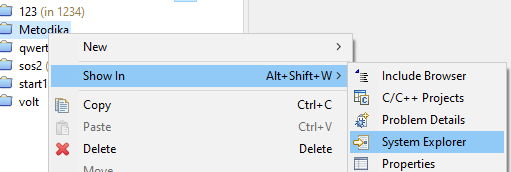 123 (in 1234)
Metodika
qwert
New
sos2
Show In Alt+Shift+W
Include Browser
start1
C/C++ Projects
volt
Copy Ctrl+C
Problem Details
Paste Ctrl+V
System Explorer
Delete Delete
Properties
Move